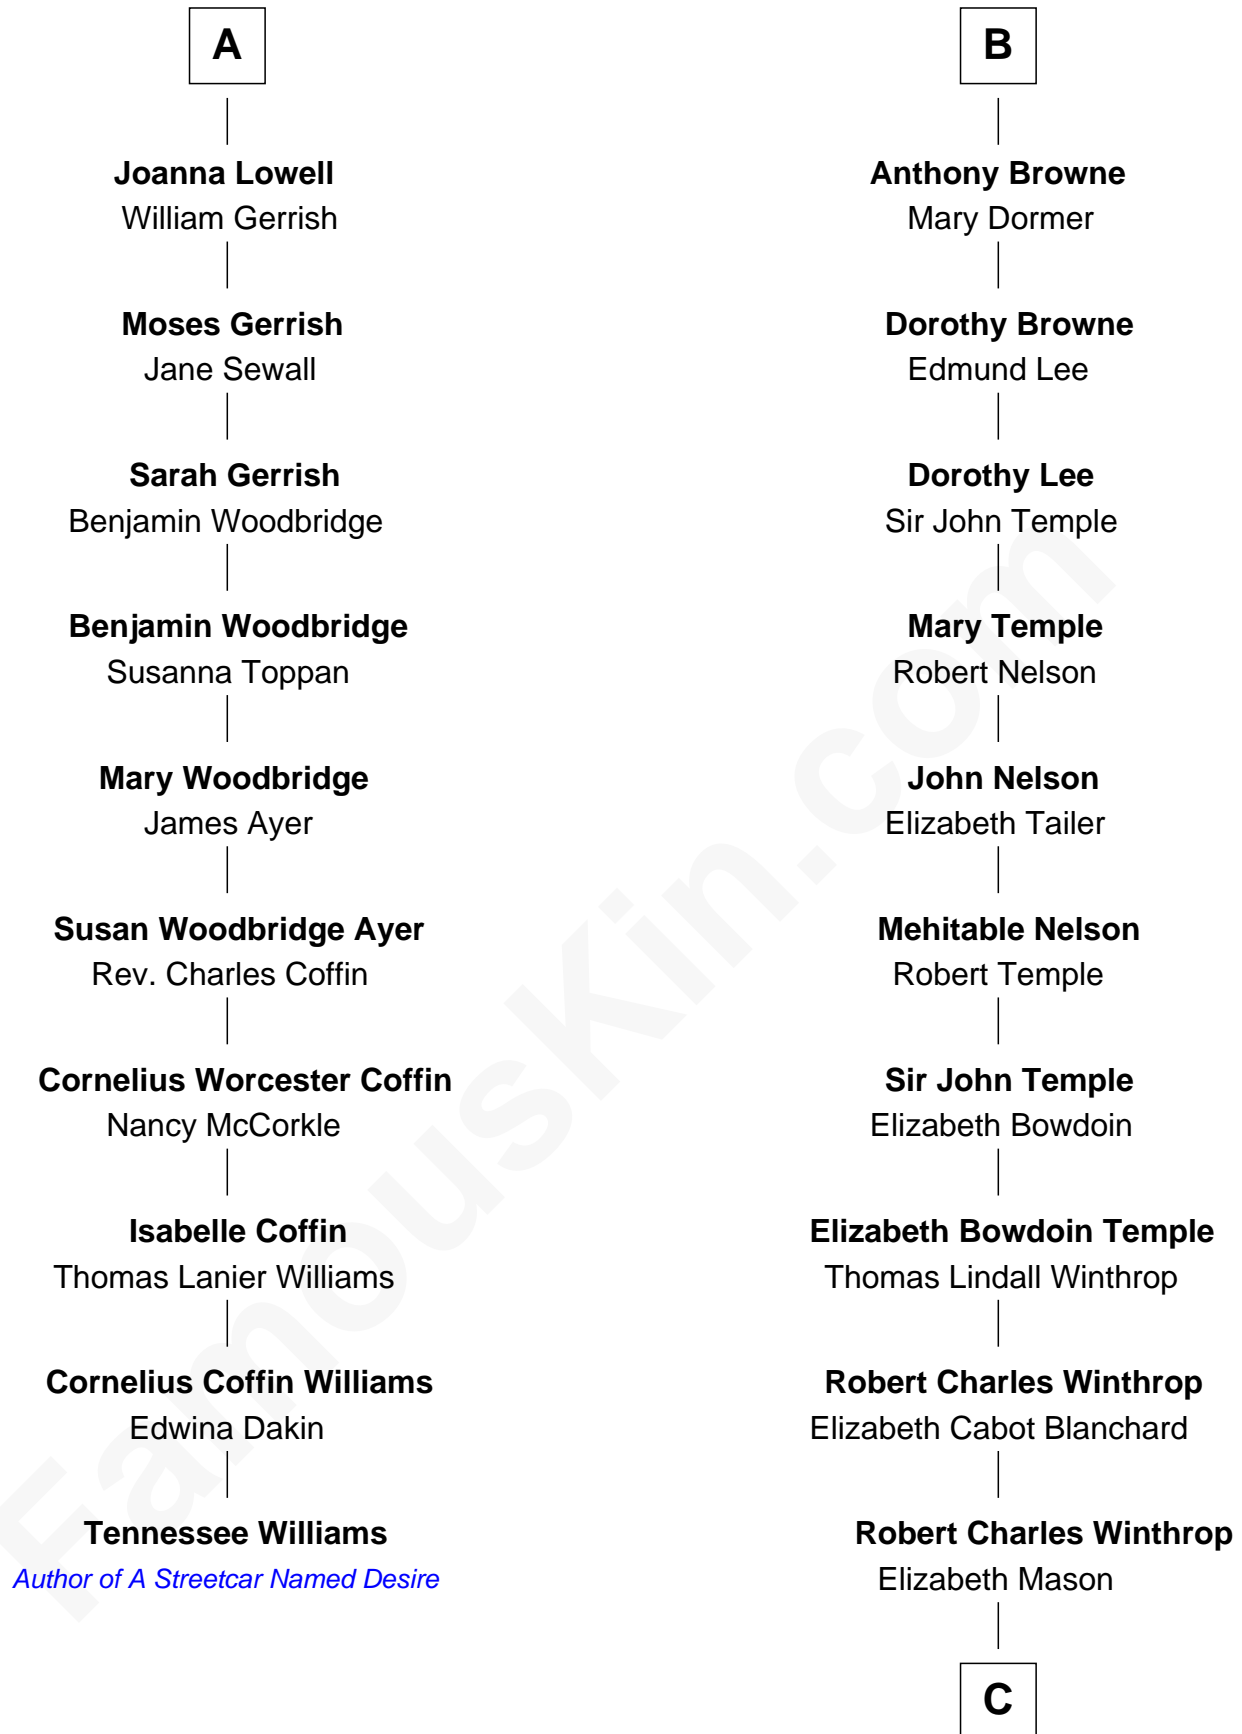 A
Joanna Lowell
William Gerrish
Moses Gerrish
Jane Sewall
Sarah Gerrish
Benjamin Woodbridge
Benjamin Woodbridge
Susanna Toppan
Mary Woodbridge
James Ayer
Susan Woodbridge Ayer
Rev. Charles Coffin
Cornelius Worcester Coffin
Nancy McCorkle
Isabelle Coffin
Thomas Lanier Williams
Cornelius Coffin Williams
Edwina Dakin
Tennessee Williams
Author of A Streetcar Named Desire
B
Anthony Browne
Mary Dormer
Dorothy Browne
Edmund Lee
Dorothy Lee
Sir John Temple
Mary Temple
Robert Nelson
John Nelson
Elizabeth Tailer
Mehitable Nelson
Robert Temple
Sir John Temple
Elizabeth Bowdoin
Elizabeth Bowdoin Temple
Thomas Lindall Winthrop
Robert Charles Winthrop
Elizabeth Cabot Blanchard
Robert Charles Winthrop
Elizabeth Mason
C
FamousKin.com